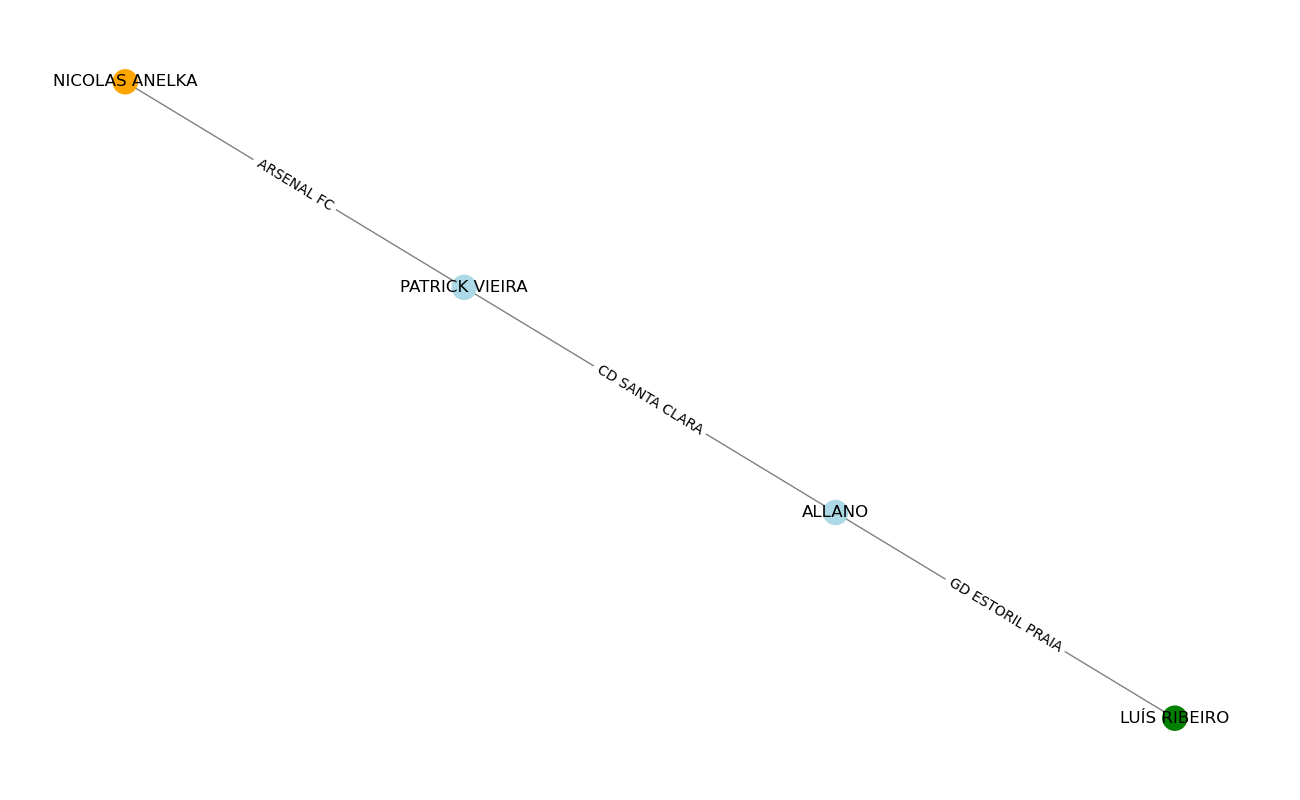 NICOLAS ANELKA
ARSENAL FC
PATRICK VIEIRA
CD SANTA CLARA
ALLANO
GD ESTORIL PRAIA
LUÍS RIBEIRO